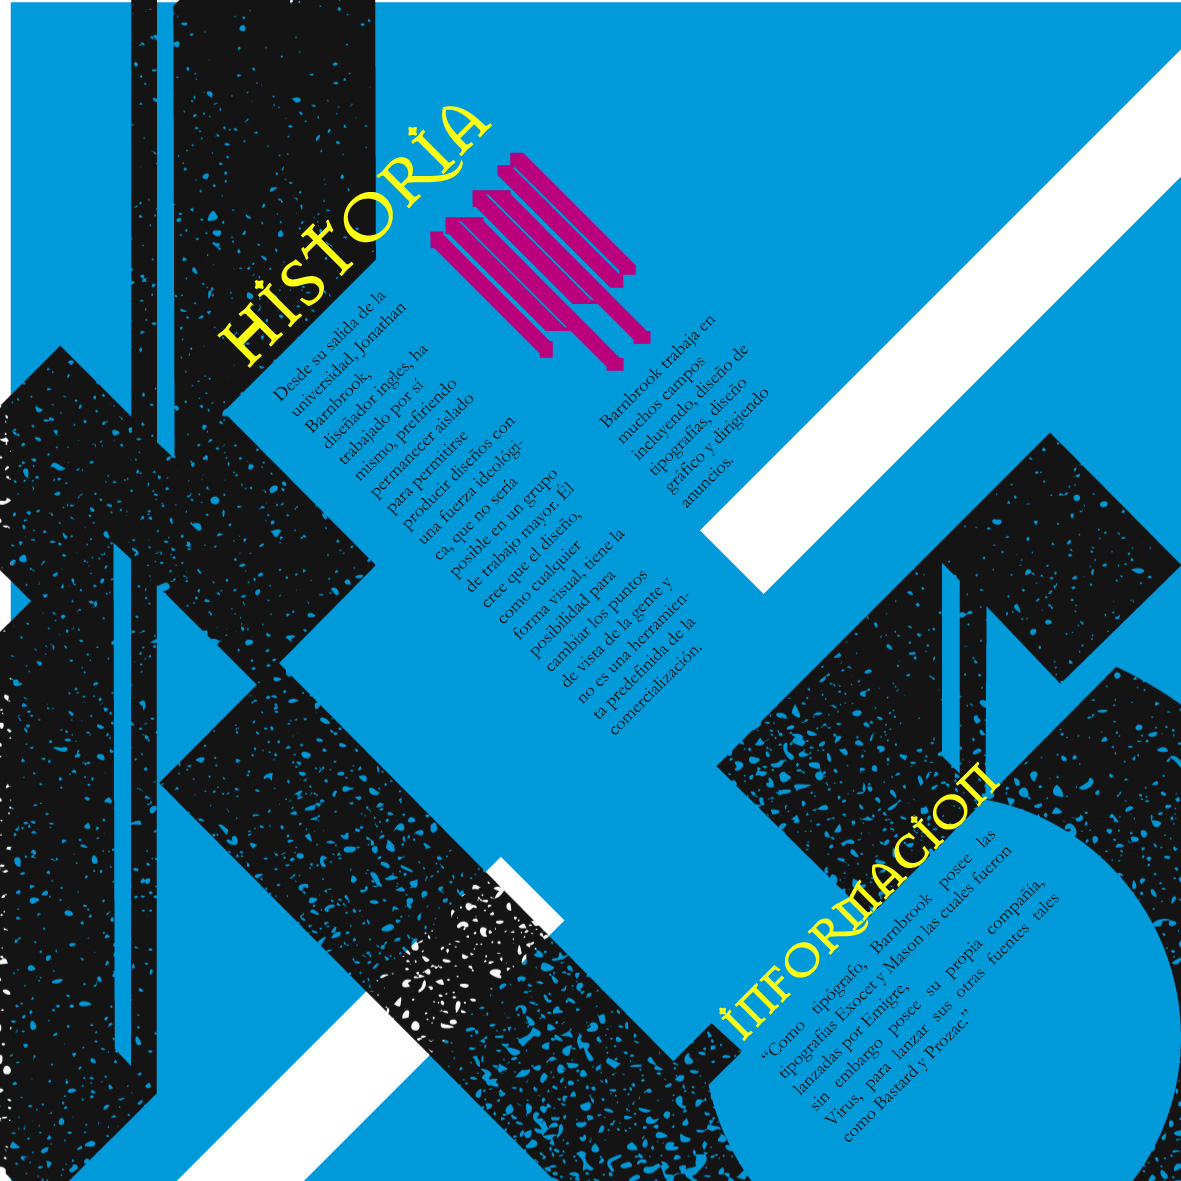 HISTORIA
Desde su salida de la
universidad, Jonathan
Barnbrook,
diseñador ingles, ha
trabajado por sí
mismo, prefiriendo
permanecer aislado
para permitirse
producir diseños con
una fuerza ideológi-
ca, que no sería
posible en un grupo
de trabajo mayor. Él
cree que el diseño,
como cualquier
forma visual, tiene la
posibilidad para
cambiar los puntos
de vista de la gente y
no es una herramien-
ta predefinida de la
comercialización.
Barnbrook trabaja en
muchos campos
incluyendo, diseño de
tipografías, diseño
gráfico y dirigiendo
anuncios.
INFORMACION
“Como tipógrafo, Barnbrook posee las
tipografías Exocet y Mason las cuales fueron
lanzadas por Emigre,
sin embargo posee su propia compañía,
Virus, para lanzar sus otras fuentes tales
como Bastard y Prozac.”